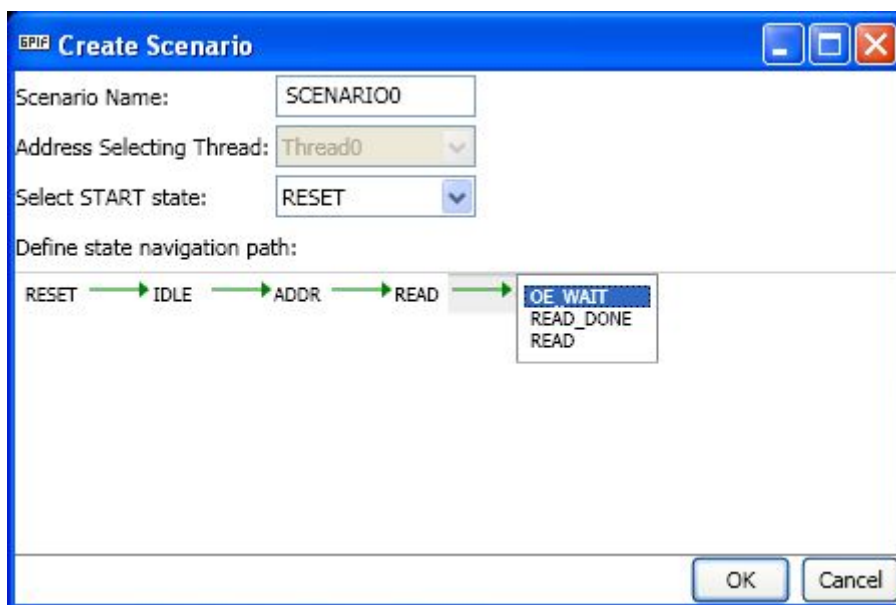 GPIF Create Scenario
Scenario Name: SCENARIO0
Address Selecting Thread: Thread0
Select START state: RESET
Define state navigation path:
RESET IDLE ADDR READ OE_WAIT
READ_DONE
READ
OK Cancel